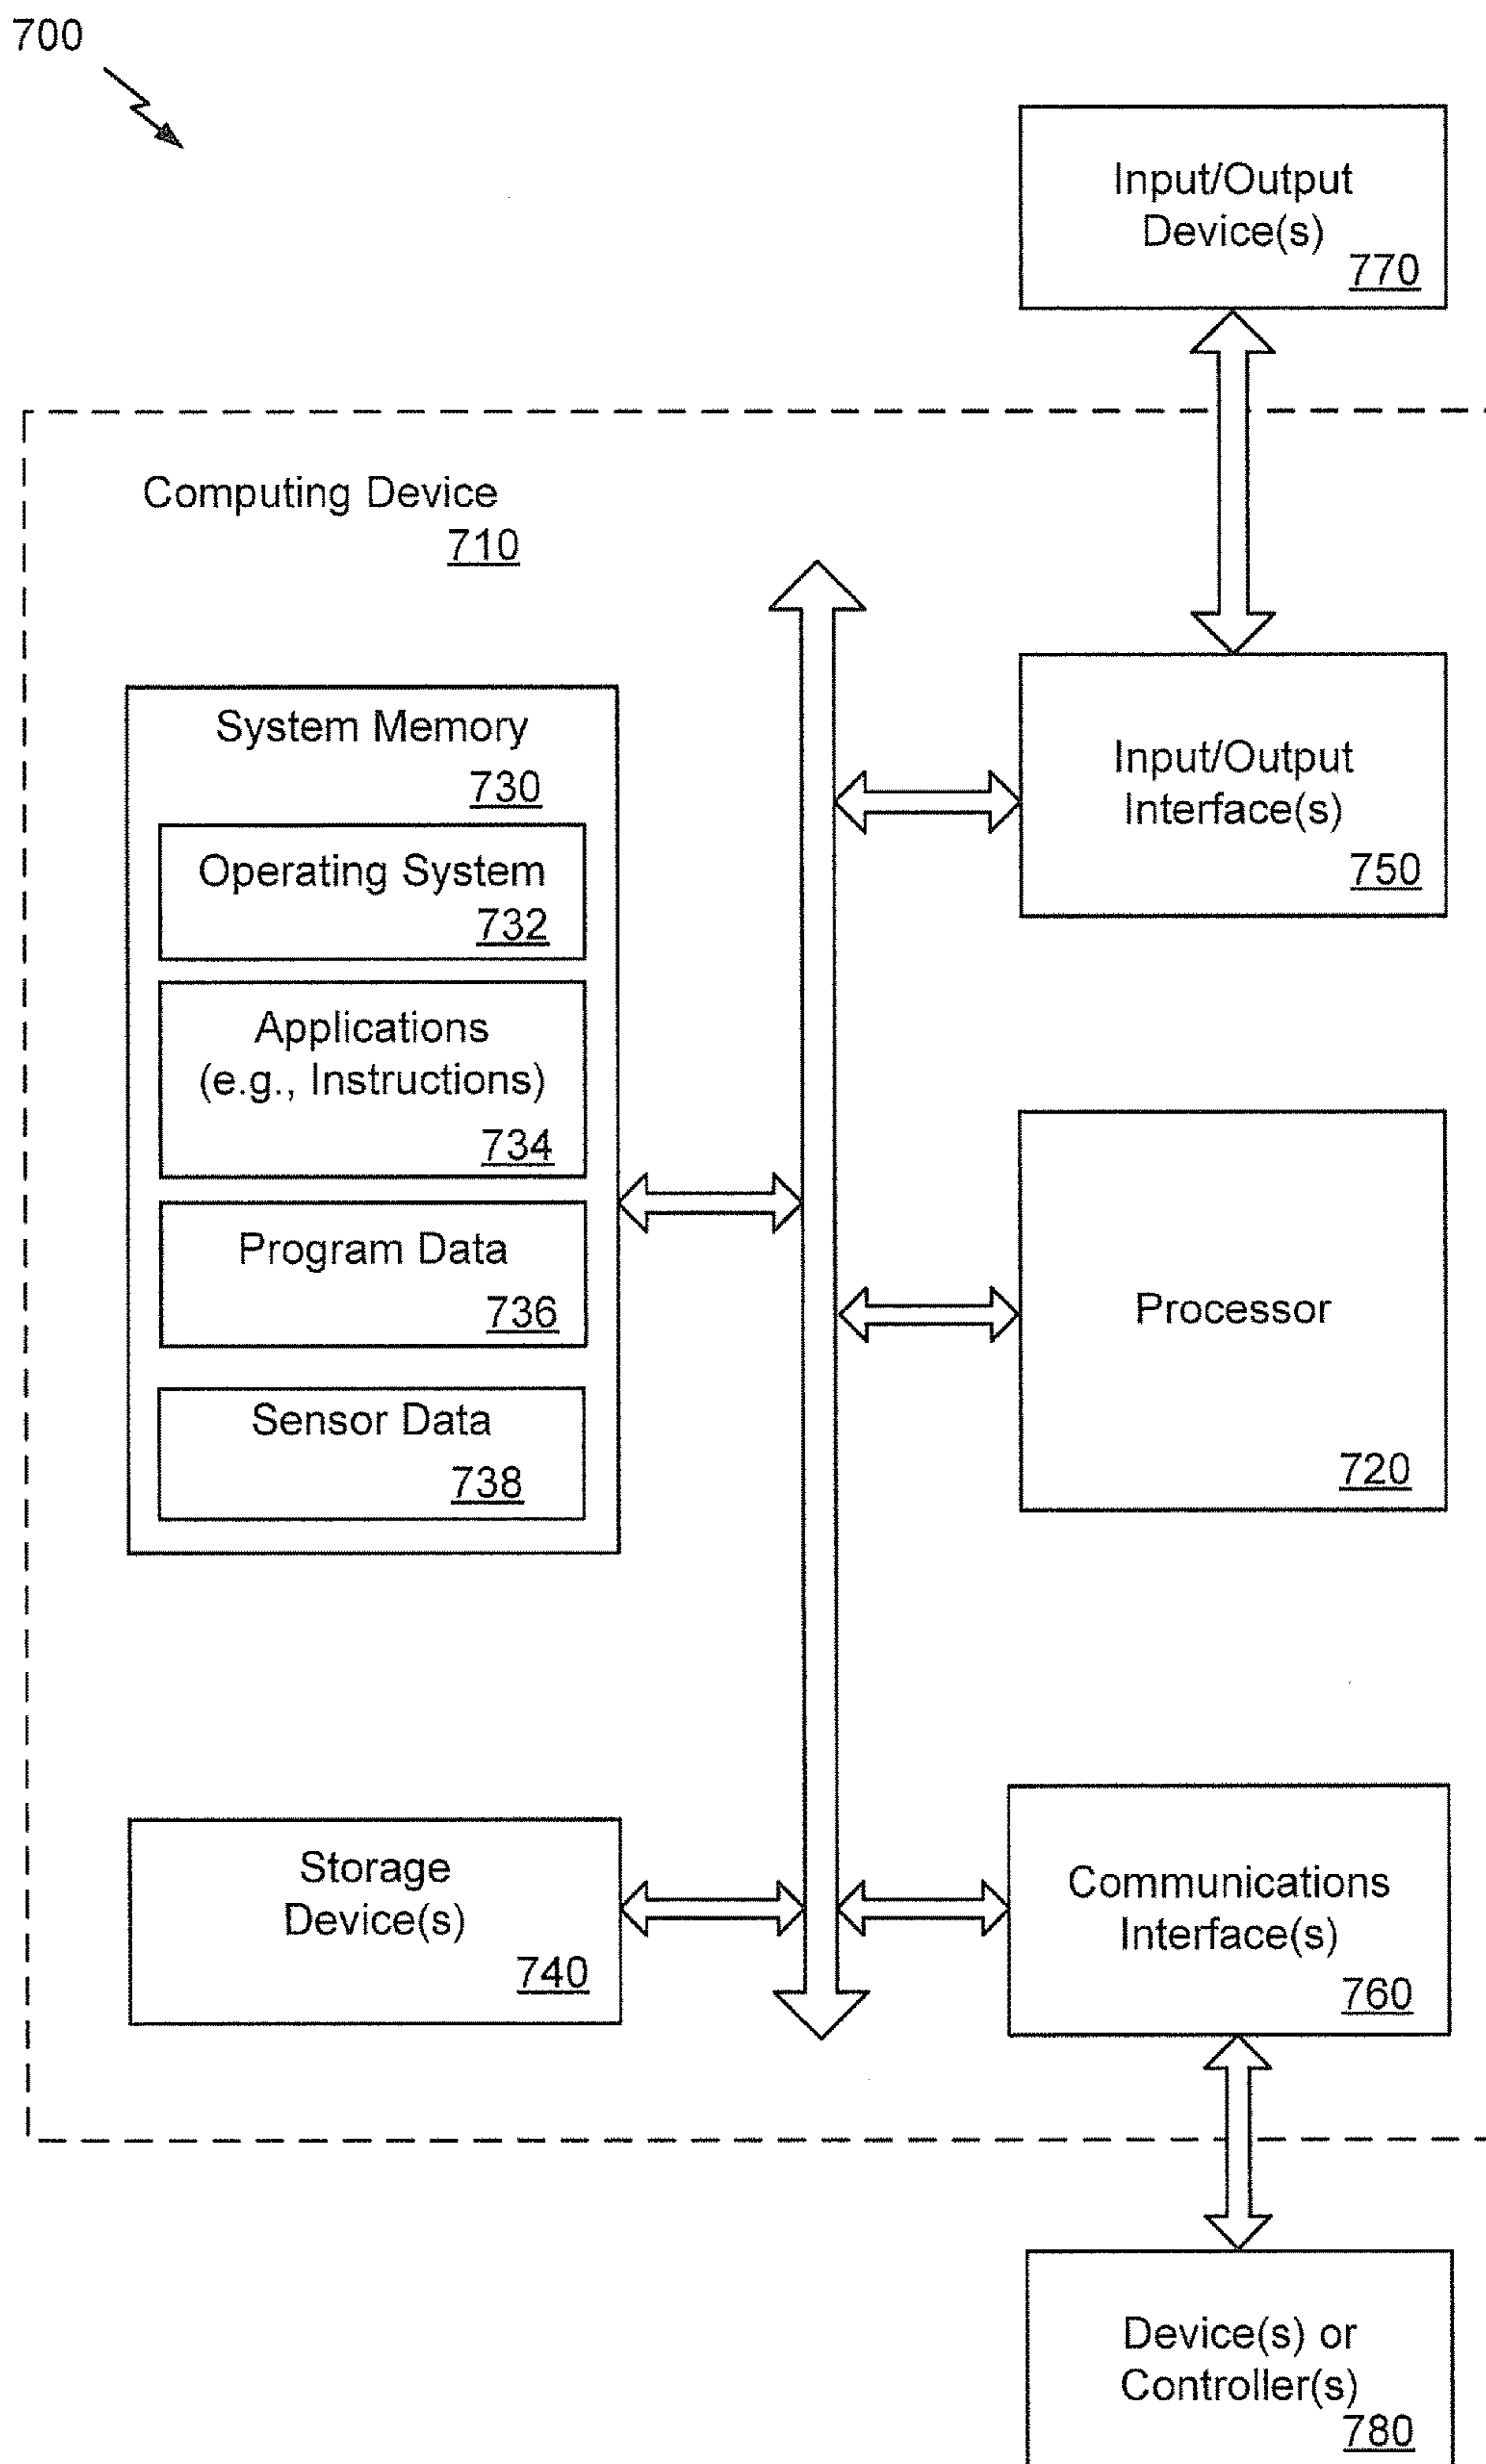 700
Input/Output
Device(s)
770
Computing Device
710
System Memory
730
Operating System
732
Applications
(e.g., Instructions)
734
Program Data
736
Sensor Data
738
Input/Output
Interface(s)
750
Processor
720
Storage
Device(s)
740
Communications
Interface(s)
760
Device(s) or
Controller(s)
780